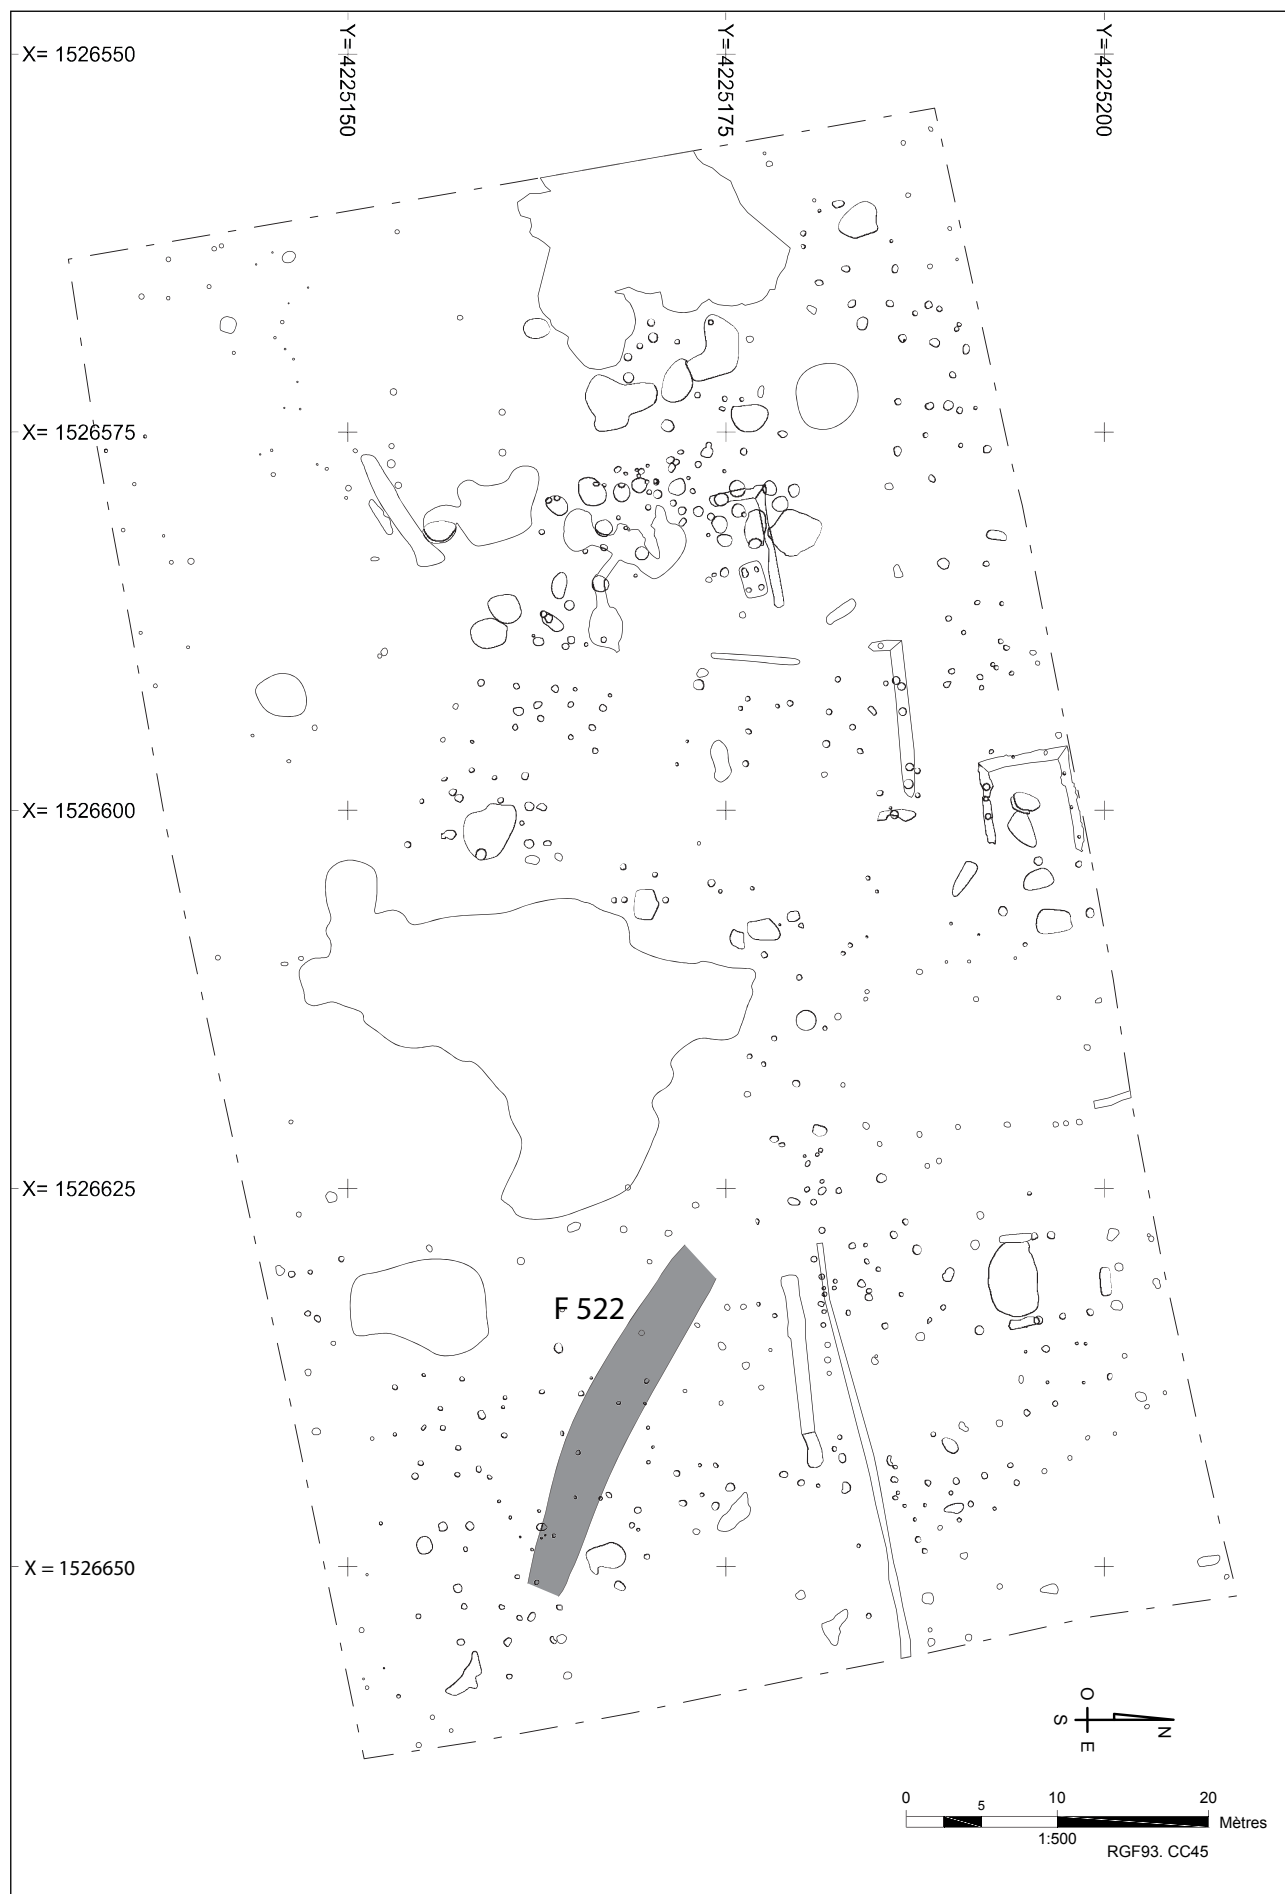 Y= 4225150
Y= 4225175
Y= 4225200
X= 1526550
X= 1526575
X= 1526600
X= 1526625
F 522
X = 1526650
O
S
N
E
0 5 10 20
Mètres
1:500
RGF93. CC45